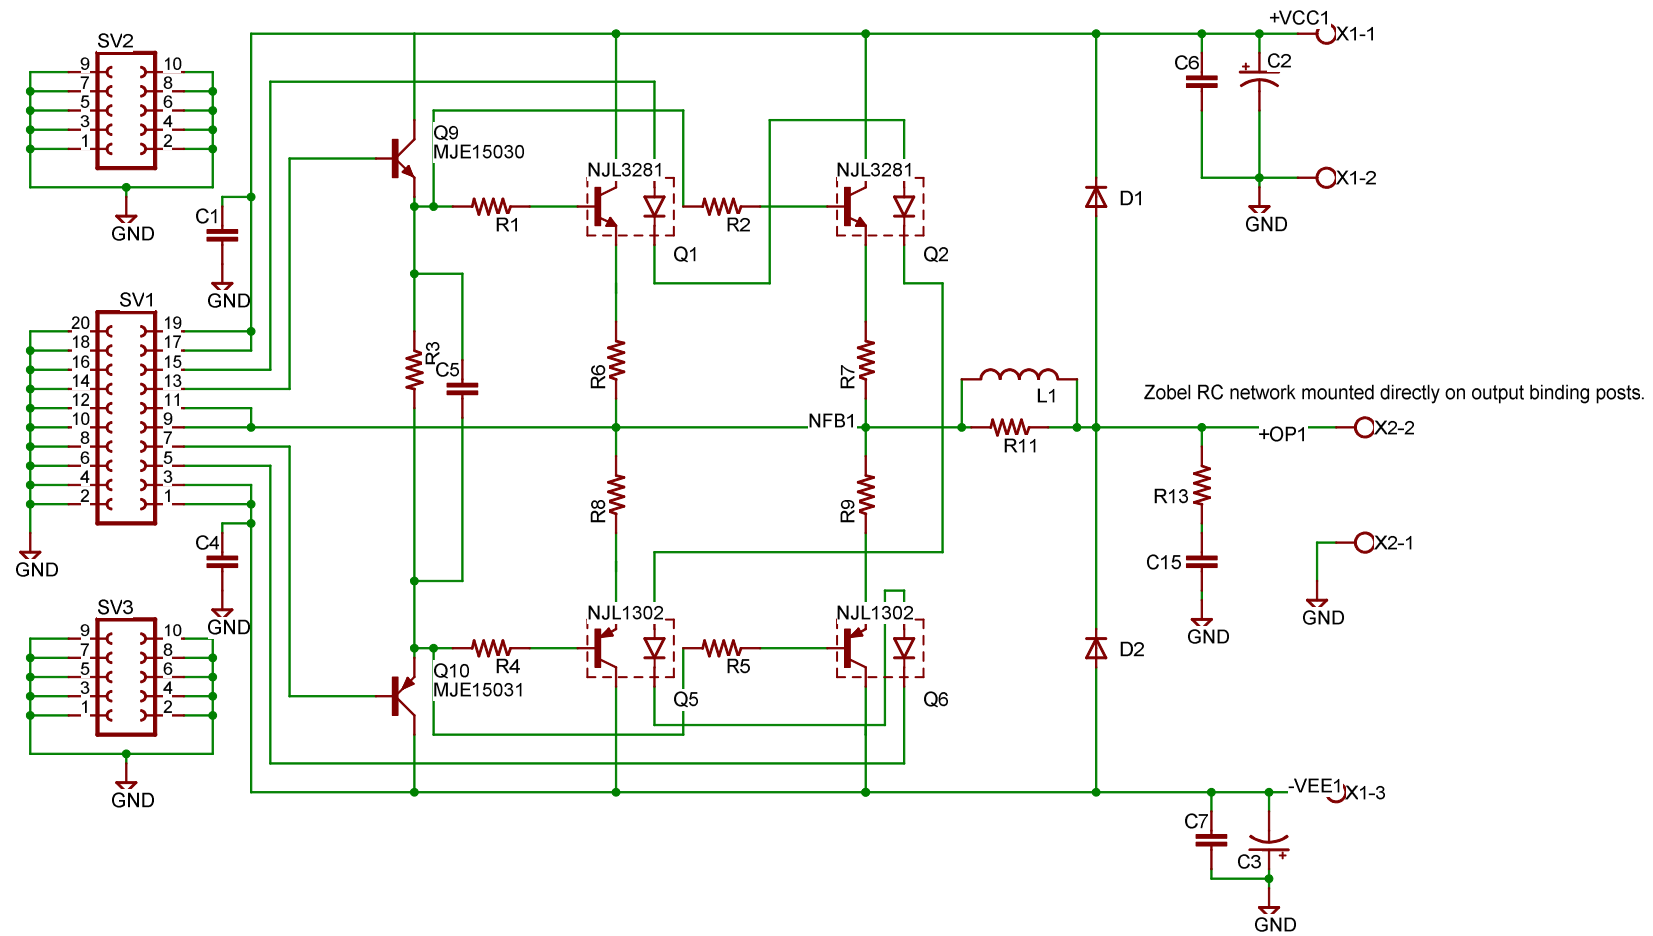 +VCC1
X1-1
SV2
9 10
7 8
5 6
3 4
1 2
GND
C6
C2
+
Q9
MJE15030
NJL3281
NJL3281
X1-2
GND
D1
C1
R1
R2
Q1
Q2
GND
SV1
20 19
18 17
16 15
14 13
12 11
10 9
8 7
6 5
4 3
2 1
GND
R3
C5
R6
R7
L1
Zobel RC network mounted directly on output binding posts.
NFB1
R11
+OP1
X2-2
R8
R9
R13
C15
GND
X2-1
GND
C4
GND
SV3
9 10
7 8
5 6
3 4
1 2
GND
NJL1302
NJL1302
R4
R5
Q10
MJE15031
Q5
Q6
D2
-VEE1
X1-3
C7
C3
+
GND